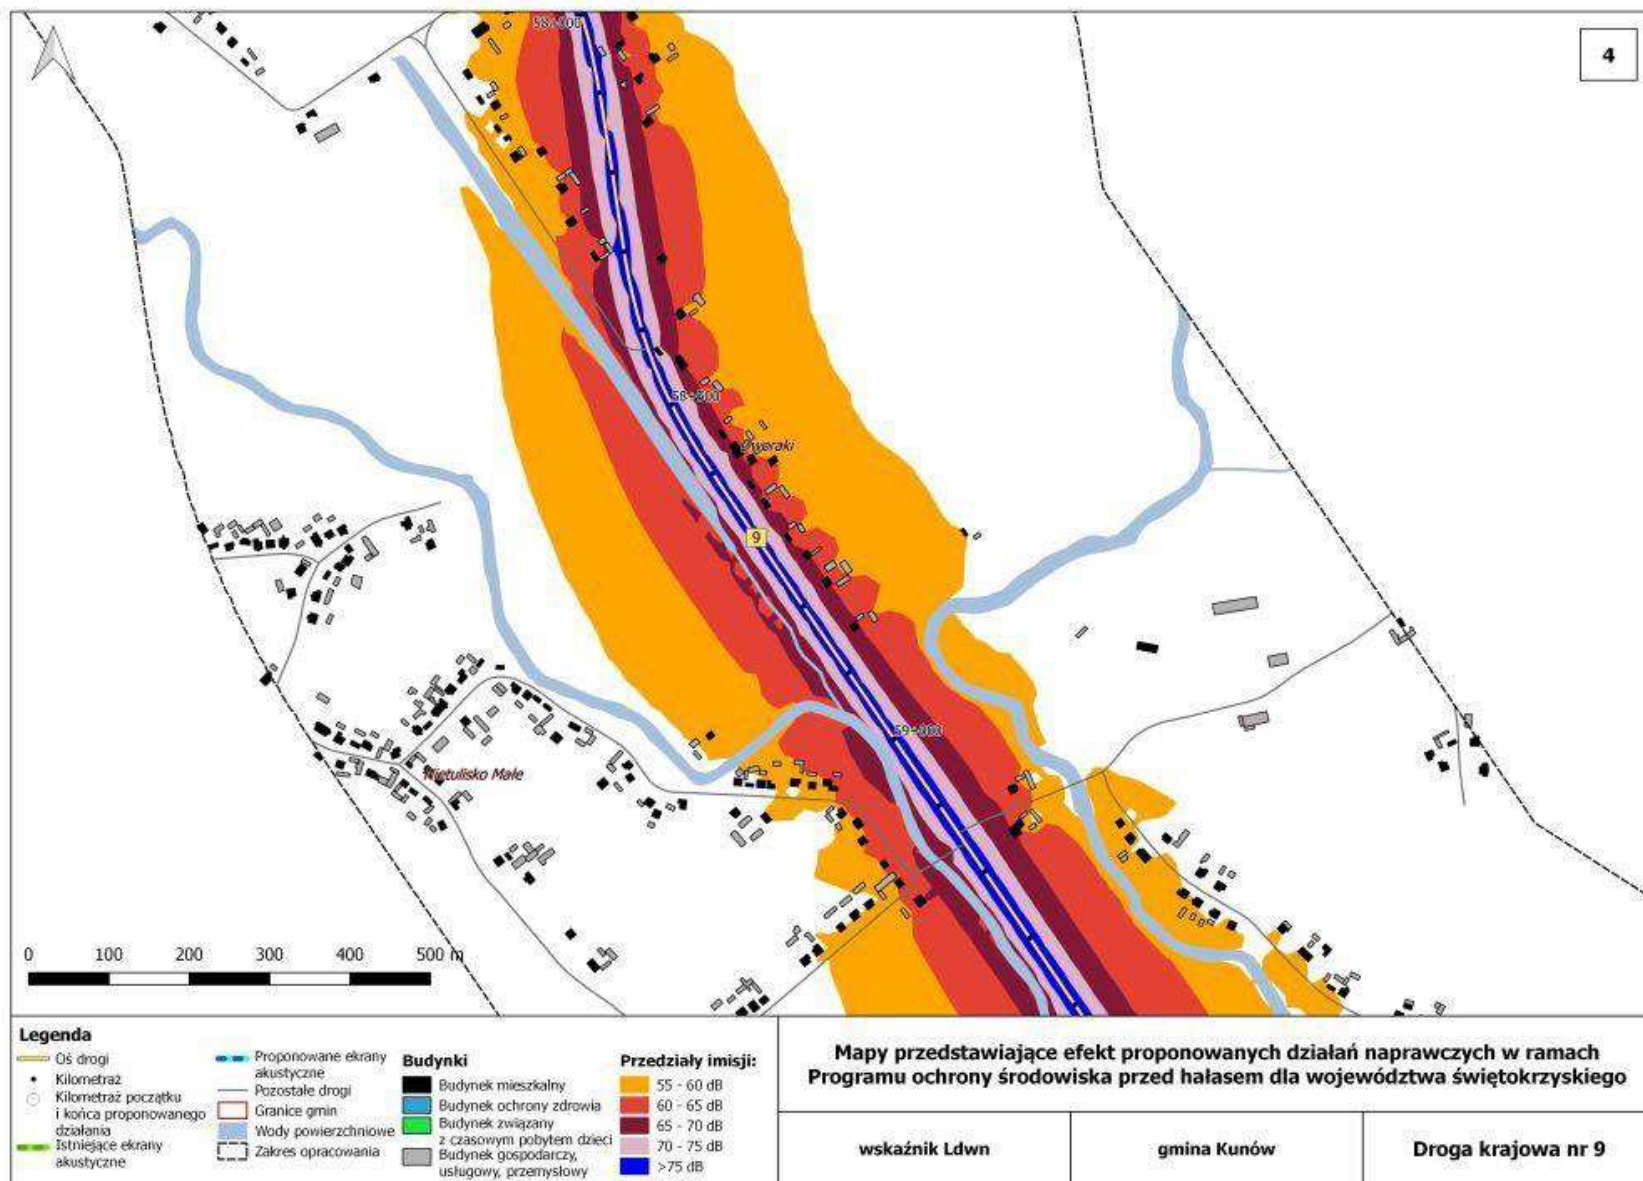 58+000
4
58+500
Dworaki
9
59+000
Nietulisko Małe
0 100 200 300 400 500 m
Legenda
Oś drogi
Kilometraż
Kilometraż początku
i końca proponowanego
działania
Istniejące ekrany
akustyczne
Proponowane ekrany
akustyczne
Pozostałe drogi
Granice gmin
Wody powierzchniowe
Zakres opracowania
Budynki
Budynek mieszkalny
Budynek ochrony zdrowia
Budynek związany
z czasowym pobytem dzieci
Budynek gospodarczy,
usługowy, przemysłowy
Przedziały imisji:
55 - 60 dB
60 - 65 dB
65 - 70 dB
70 - 75 dB
>75 dB
Mapy przedstawiające efekt proponowanych działań naprawczych w ramach
Programu ochrony środowiska przed hałasem dla województwa świętokrzyskiego
wskaźnik Ldwn
gmina Kunów
Droga krajowa nr 9